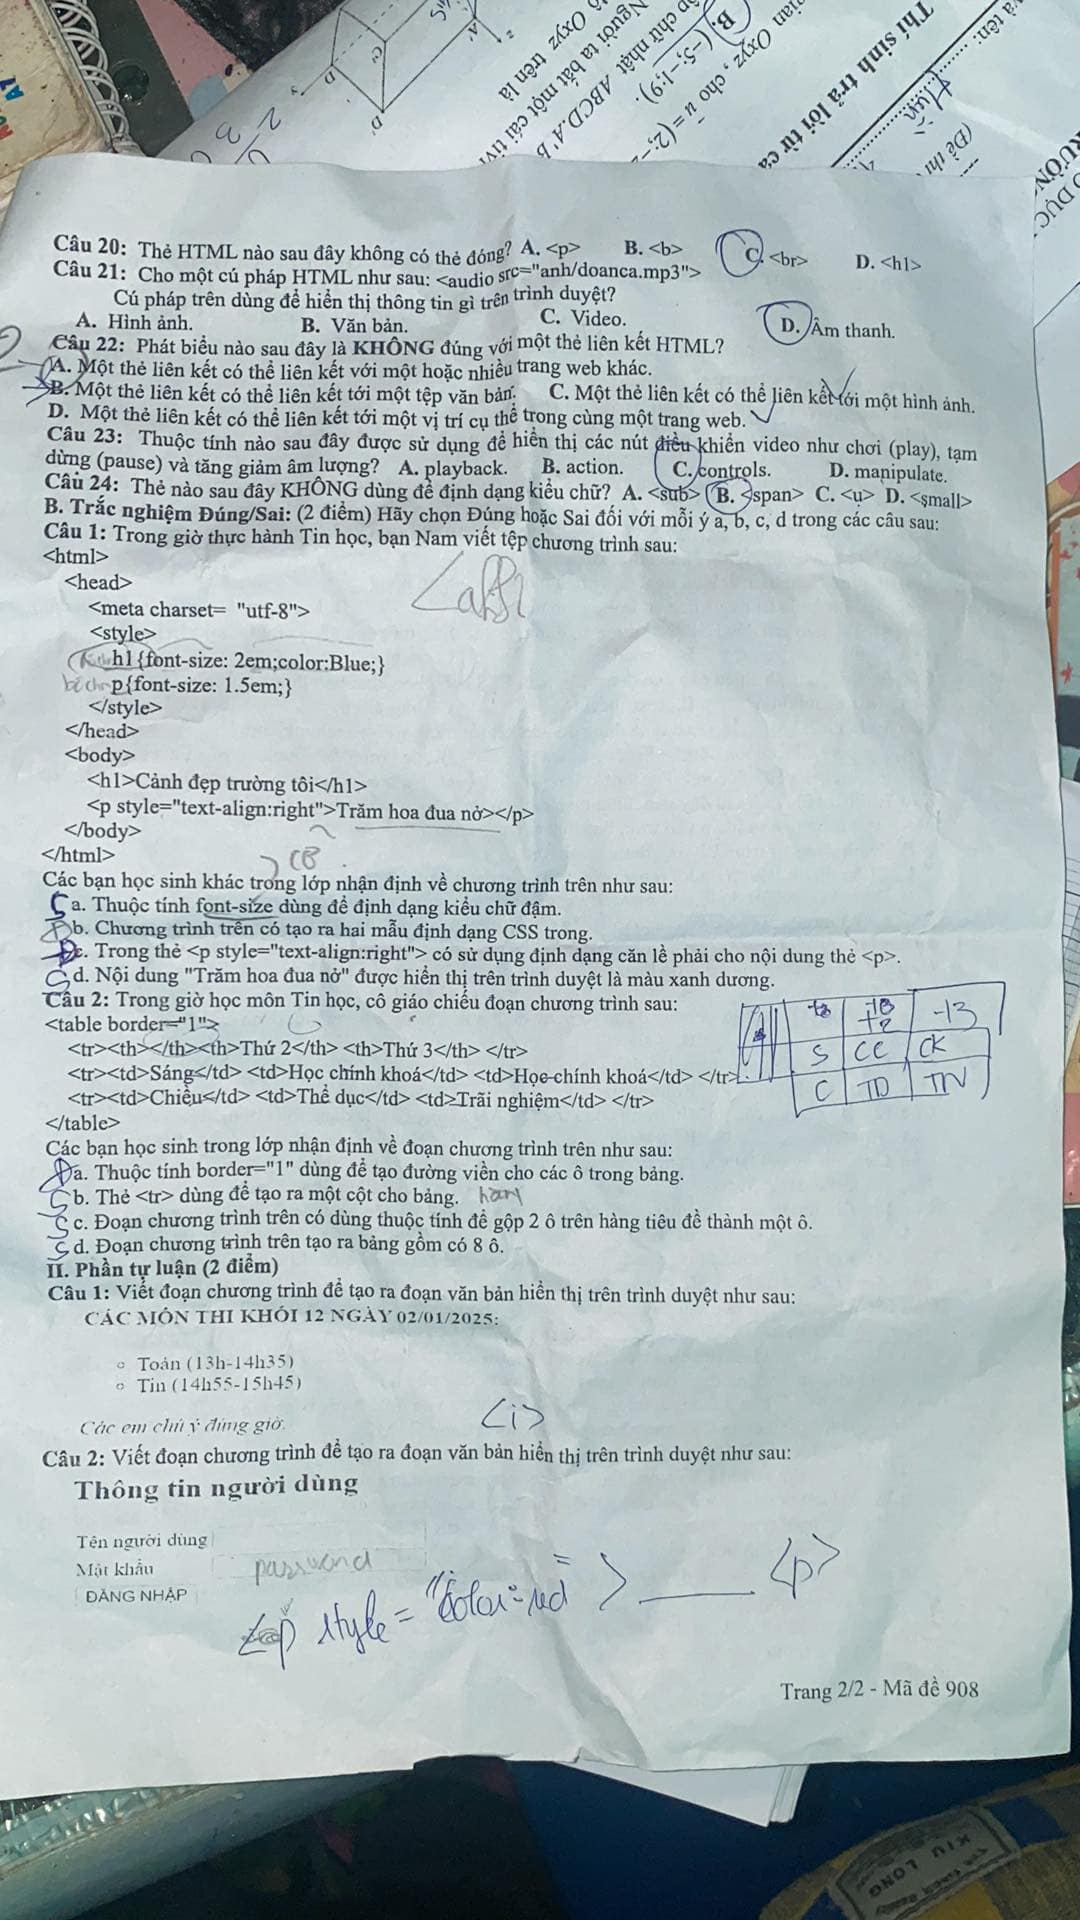 Câu 20: Thẻ HTML nào sau đây không có thẻ đóng? A. <p> B. <b> C. <br> D. <h1>
Câu 21: Cho một cú pháp HTML như sau: <audio src="anh/doanca.mp3">
Cú pháp trên dùng để hiển thị thông tin gì trên trình duyệt?
A. Hình ảnh. B. Văn bản. C. Video. D. Âm thanh.
Câu 22: Phát biểu nào sau đây là KHÔNG đúng với một thẻ liên kết HTML?
A. Một thẻ liên kết có thể liên kết với một hoặc nhiều trang web khác.
B. Một thẻ liên kết có thể liên kết tới một tệp văn bản. C. Một thẻ liên kết có thể liên kết tới một hình ảnh.
D. Một thẻ liên kết có thể liên kết tới một vị trí cụ thể trong cùng một trang web.
Câu 23: Thuộc tính nào sau đây được sử dụng để hiển thị các nút điều khiển video như chơi (play), tạm
dừng (pause) và tăng giảm âm lượng? A. playback. B. action. C. controls. D. manipulate.
Câu 24: Thẻ nào sau đây KHÔNG dùng để định dạng kiểu chữ? A. <sub> B. <span> C. <u> D. <small>
B. Trắc nghiệm Đúng/Sai: (2 điểm) Hãy chọn Đúng hoặc Sai đối với mỗi ý a, b, c, d trong các câu sau:
Câu 1: Trong giờ thực hành Tin học, bạn Nam viết tệp chương trình sau:
<html>
<head>
<meta charset= "utf-8">
<style>
h1{font-size: 2em;color:Blue;}
p{font-size: 1.5em;}
</style>
</head>
<body>
<h1>Cảnh đẹp trường tôi</h1>
<p style="text-align:right">Trăm hoa đua nở></p>
</body>
</html>
Các bạn học sinh khác trong lớp nhận định về chương trình trên như sau:
S a. Thuộc tính font-size dùng để định dạng kiểu chữ đậm.
Đ b. Chương trình trên có tạo ra hai mẫu định dạng CSS trong.
Đ c. Trong thẻ <p style="text-align:right"> có sử dụng định dạng căn lề phải cho nội dung thẻ <p>.
S d. Nội dung "Trăm hoa đua nở" được hiển thị trên trình duyệt là màu xanh dương.
Câu 2: Trong giờ học môn Tin học, cô giáo chiếu đoạn chương trình sau:
<table border="1">
<tr><th></th><th>Thứ 2</th> <th>Thứ 3</th> </tr>
<tr><td>Sáng</td> <td>Học chính khoá</td> <td>Học chính khoá</td> </tr>
S CC CK
<tr><td>Chiều</td> <td>Thể dục</td> <td>Trãi nghiệm</td> </tr>
C TD TN
</table>
Các bạn học sinh trong lớp nhận định về đoạn chương trình trên như sau:
Đ a. Thuộc tính border="1" dùng để tạo đường viền cho các ô trong bảng.
S b. Thẻ <tr> dùng để tạo ra một cột cho bảng. hàng
S c. Đoạn chương trình trên có dùng thuộc tính để gộp 2 ô trên hàng tiêu đề thành một ô.
S d. Đoạn chương trình trên tạo ra bảng gồm có 8 ô.
II. Phần tự luận (2 điểm)
Câu 1: Viết đoạn chương trình để tạo ra đoạn văn bản hiển thị trên trình duyệt như sau:
CÁC MÔN THI KHỐI 12 NGÀY 02/01/2025:
Toán (13h-14h35)
Tin (14h55-15h45)
<i>
Các em chú ý đúng giờ.
Câu 2: Viết đoạn chương trình để tạo ra đoạn văn bản hiển thị trên trình duyệt như sau:
Thông tin người dùng
Tên người dùng
Mật khẩu password
ĐĂNG NHẬP
<p style = "color:red" > <p>
Trang 2/2 - Mã đề 908